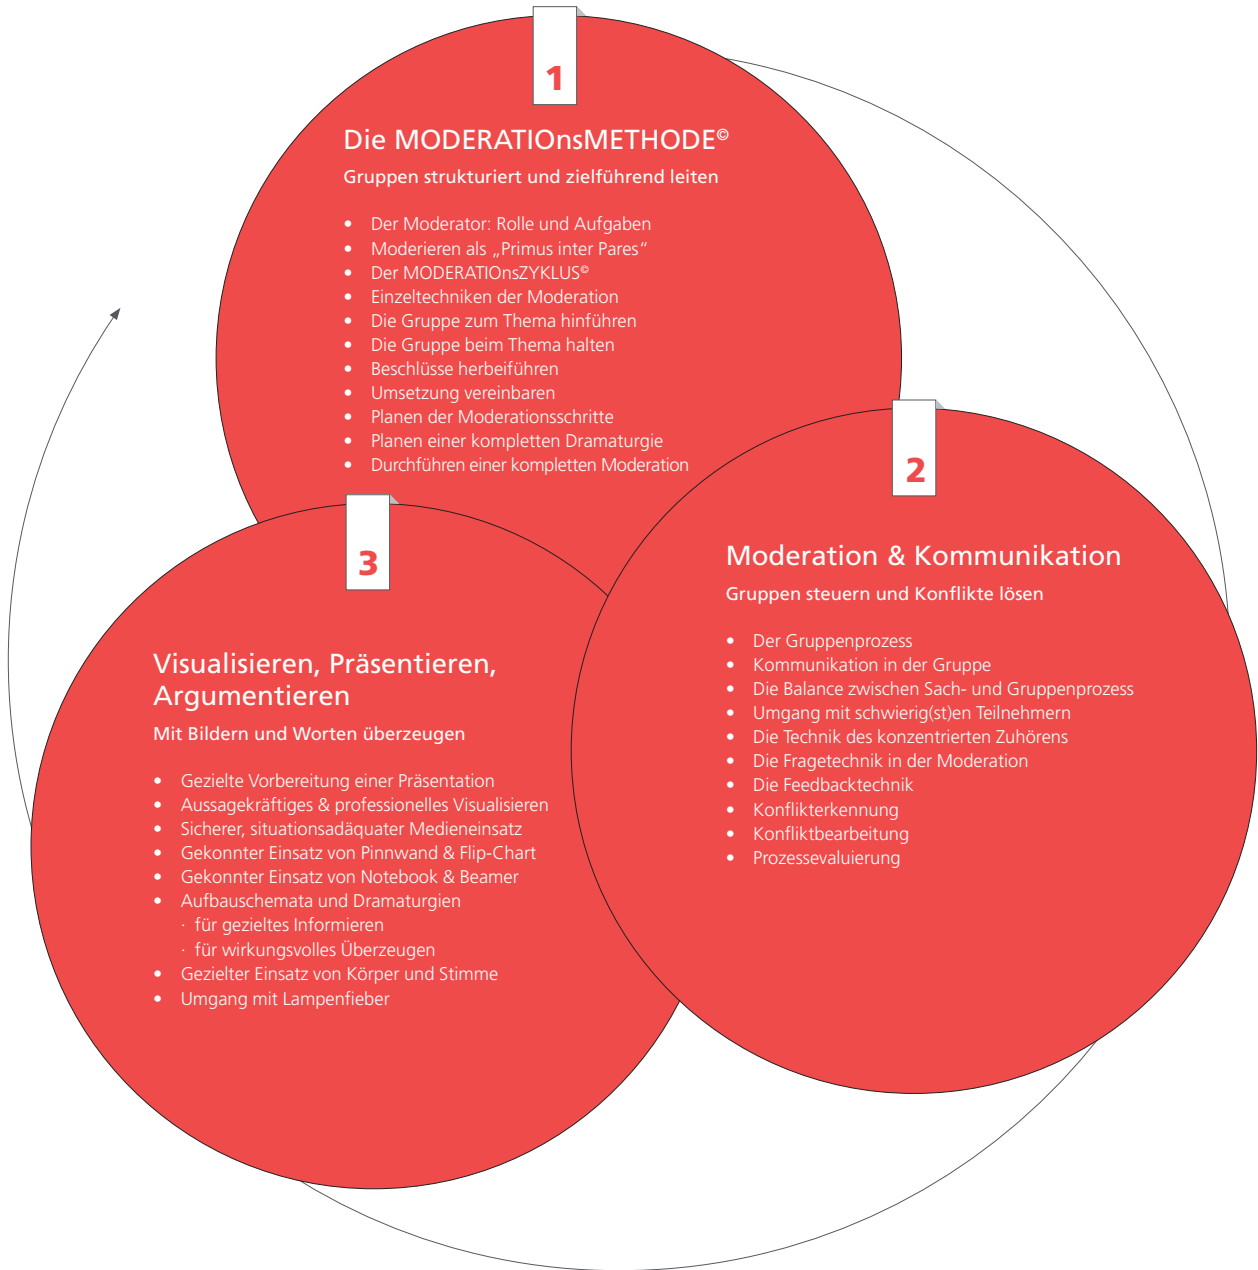 1
Die MODERATIOnsMETHODE©
Gruppen strukturiert und zielführend leiten
• Der Moderator: Rolle und Aufgaben
• Moderieren als „Primus inter Pares“
• Der MODERATIOnsZYKLUS©
• Einzeltechniken der Moderation
• Die Gruppe zum Thema hinführen
• Die Gruppe beim Thema halten
• Beschlüsse herbeiführen
• Umsetzung vereinbaren
• Planen der Moderationsschritte
• Planen einer kompletten Dramaturgie
• Durchführen einer kompletten Moderation
2
Moderation & Kommunikation
Gruppen steuern und Konflikte lösen
• Der Gruppenprozess
• Kommunikation in der Gruppe
• Die Balance zwischen Sach- und Gruppenprozess
• Umgang mit schwierig(st)en Teilnehmern
• Die Technik des konzentrierten Zuhörens
• Die Fragetechnik in der Moderation
• Die Feedbacktechnik
• Konflikterkennung
• Konfliktbearbeitung
• Prozessevaluierung
3
Visualisieren, Präsentieren,
Argumentieren
Mit Bildern und Worten überzeugen
• Gezielte Vorbereitung einer Präsentation
• Aussagekräftiges & professionelles Visualisieren
• Sicherer, situationsadäquater Medieneinsatz
• Gekonnter Einsatz von Pinnwand & Flip-Chart
• Gekonnter Einsatz von Notebook & Beamer
• Aufbauschemata und Dramaturgien
· für gezieltes Informieren
· für wirkungsvolles Überzeugen
• Gezielter Einsatz von Körper und Stimme
• Umgang mit Lampenfieber